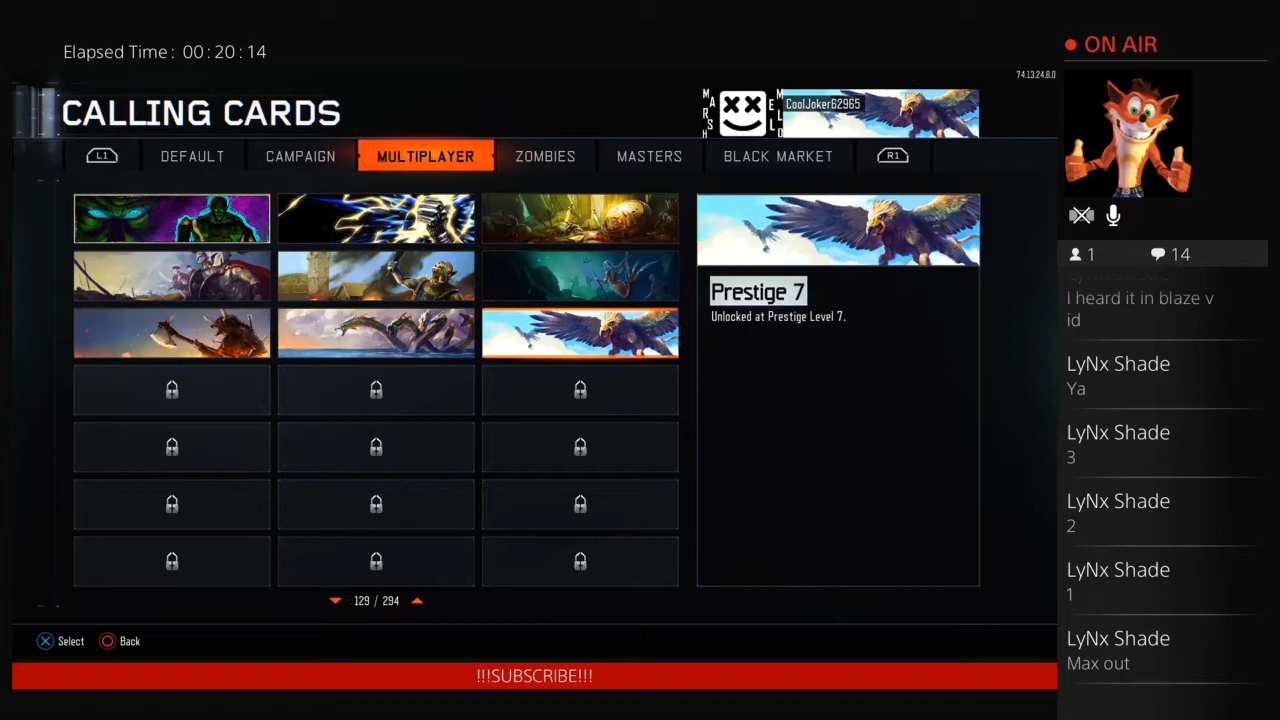 Elapsed Time: 00:20:14
ON AIR
74.13.24.8.0
CALLING CARDS
MARSH
MELLO
CoolJoker62965
L1
DEFAULT
CAMPAIGN
MULTIPLAYER
ZOMBIES
MASTERS
BLACK MARKET
R1
Prestige 7
Unlocked at Prestige Level 7.
129 / 294
Select
Back
!!!SUBSCRIBE!!!
1
14
I heard it in blaze v
id
LyNx Shade
Ya
LyNx Shade
3
LyNx Shade
2
LyNx Shade
1
LyNx Shade
Max out